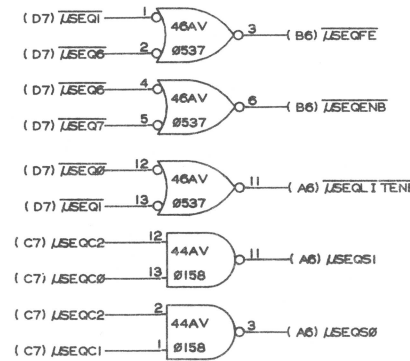 (D7) μSEQ1 1 46AV 3 (B6) μSEQFE
(D7) μSEQ6 2 Ø537
(D7) μSEQ6 4 46AV 6 (B6) μSEQENB
(D7) μSEQ7 5 Ø537
(D7) μSEQØ 12 46AV 11 (A6) μSEQLITEN
(D7) μSEQ1 13 Ø537
(C7) μSEQC2 12 44AV 11 (A6) μSEQS1
(C7) μSEQCØ 13 Ø158
(C7) μSEQC2 2 44AV 3 (A6) μSEQSØ
(C7) μSEQC1 1 Ø158